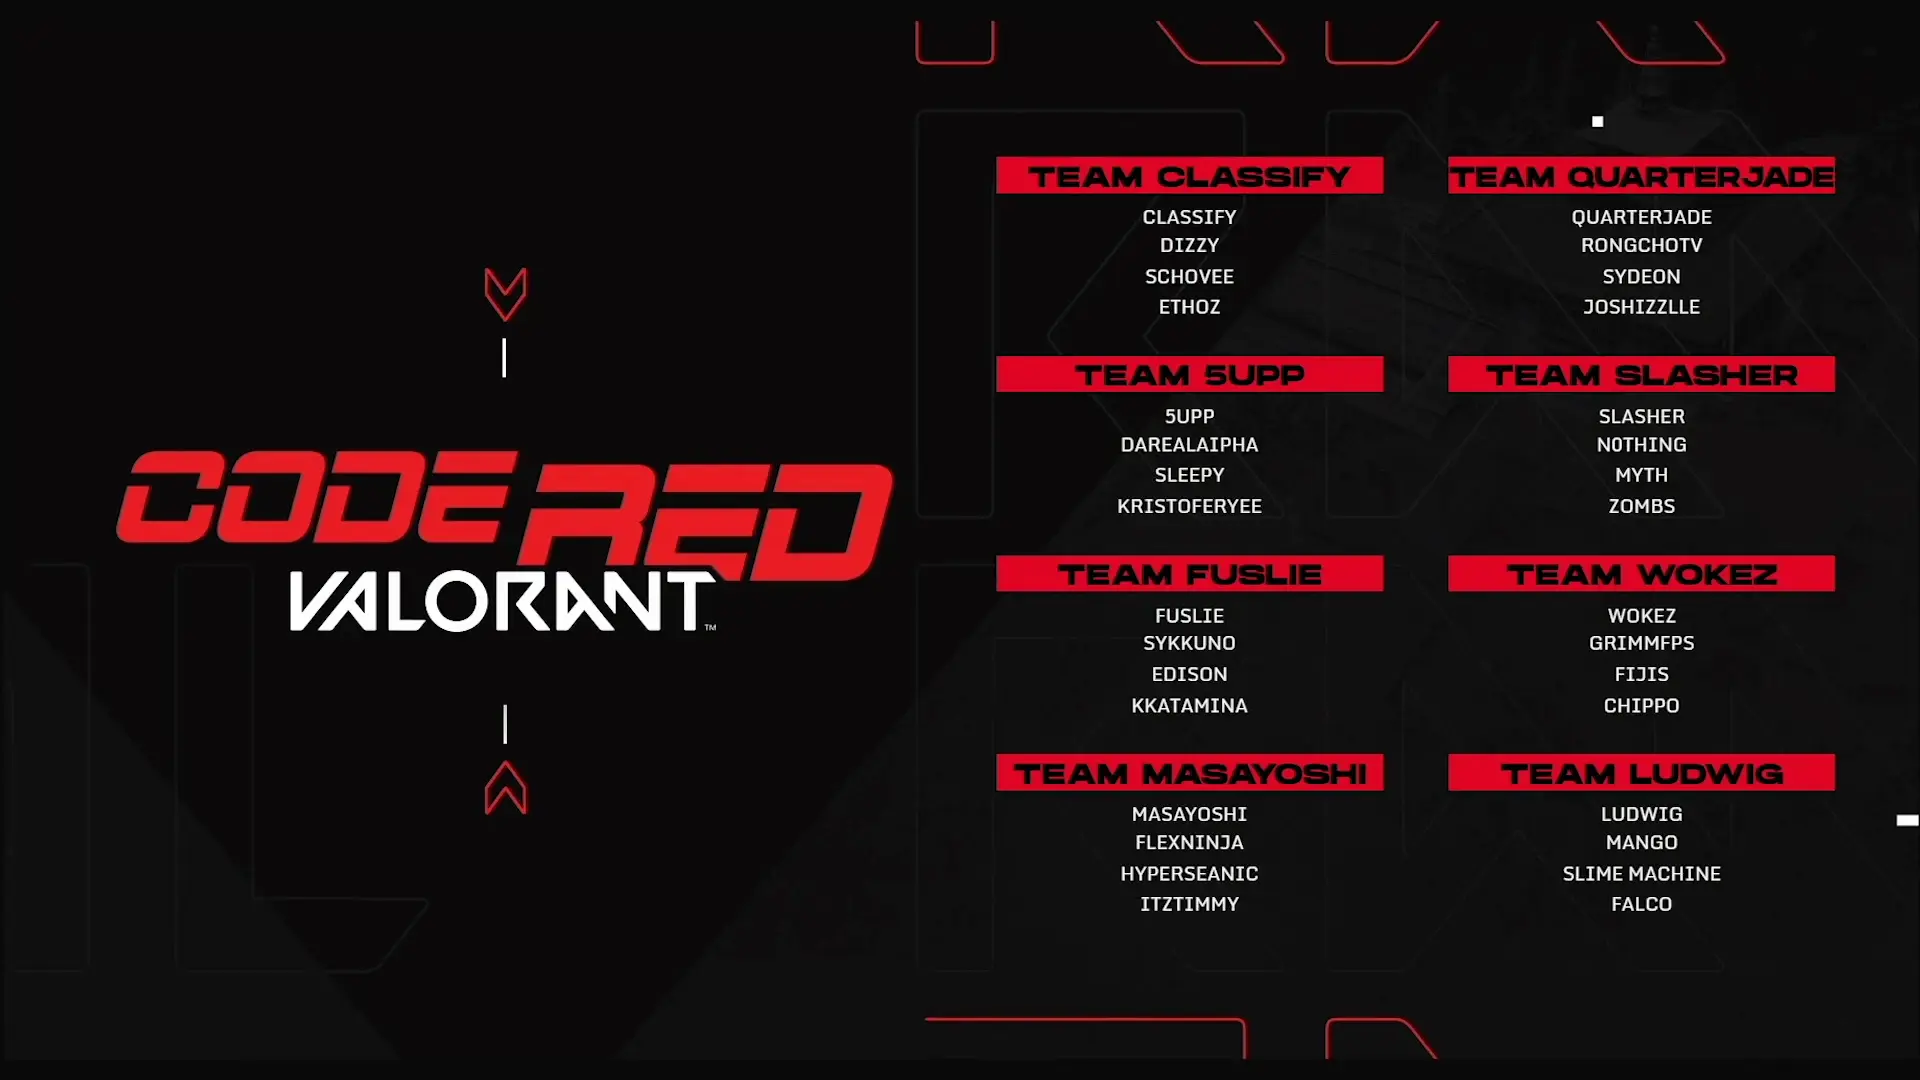 CODE RED
VALORANT™
TEAM CLASSIFY
CLASSIFY
DIZZY
SCHOVEE
ETHOZ
TEAM QUARTERJADE
QUARTERJADE
RONGCHOTV
SYDEON
JOSHIZZLLE
TEAM 5UPP
5UPP
DAREALAIPHA
SLEEPY
KRISTOFERYEE
TEAM SLASHER
SLASHER
N0THING
MYTH
ZOMBS
TEAM FUSLIE
FUSLIE
SYKKUNO
EDISON
KKATAMINA
TEAM WOKEZ
WOKEZ
GRIMMFPS
FIJIS
CHIPPO
TEAM MASAYOSHI
MASAYOSHI
FLEXNINJA
HYPERSEANIC
ITZTIMMY
TEAM LUDWIG
LUDWIG
MANGO
SLIME MACHINE
FALCO